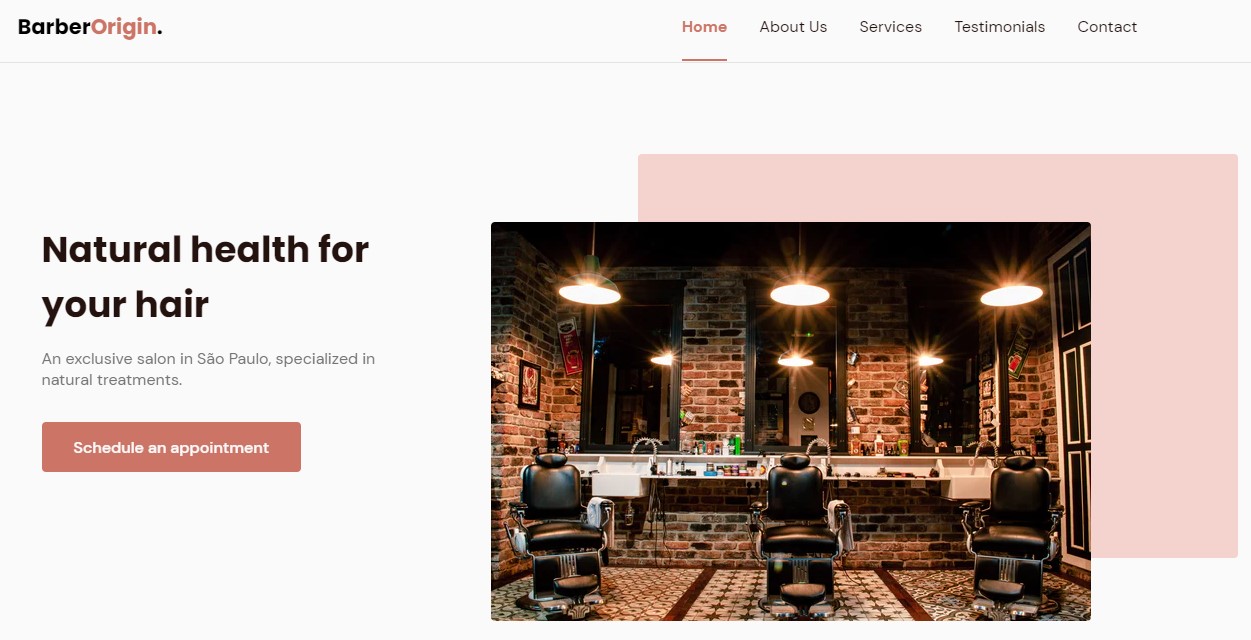 BarberOrigin.
Home About Us Services Testimonials Contact
Natural health for
your hair
An exclusive salon in São Paulo, specialized in
natural treatments.
Schedule an appointment